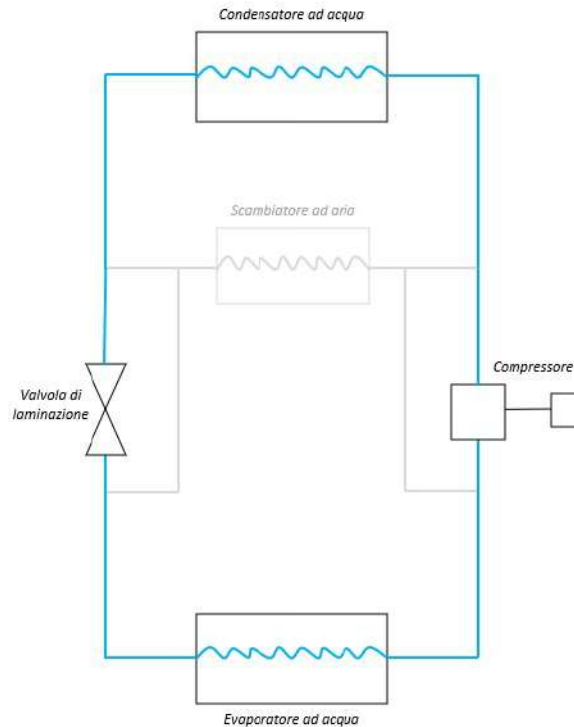 Condensatore ad acqua
Scambiatore ad aria
Compressore
Valvola di
laminazione
Evaporatore ad acqua